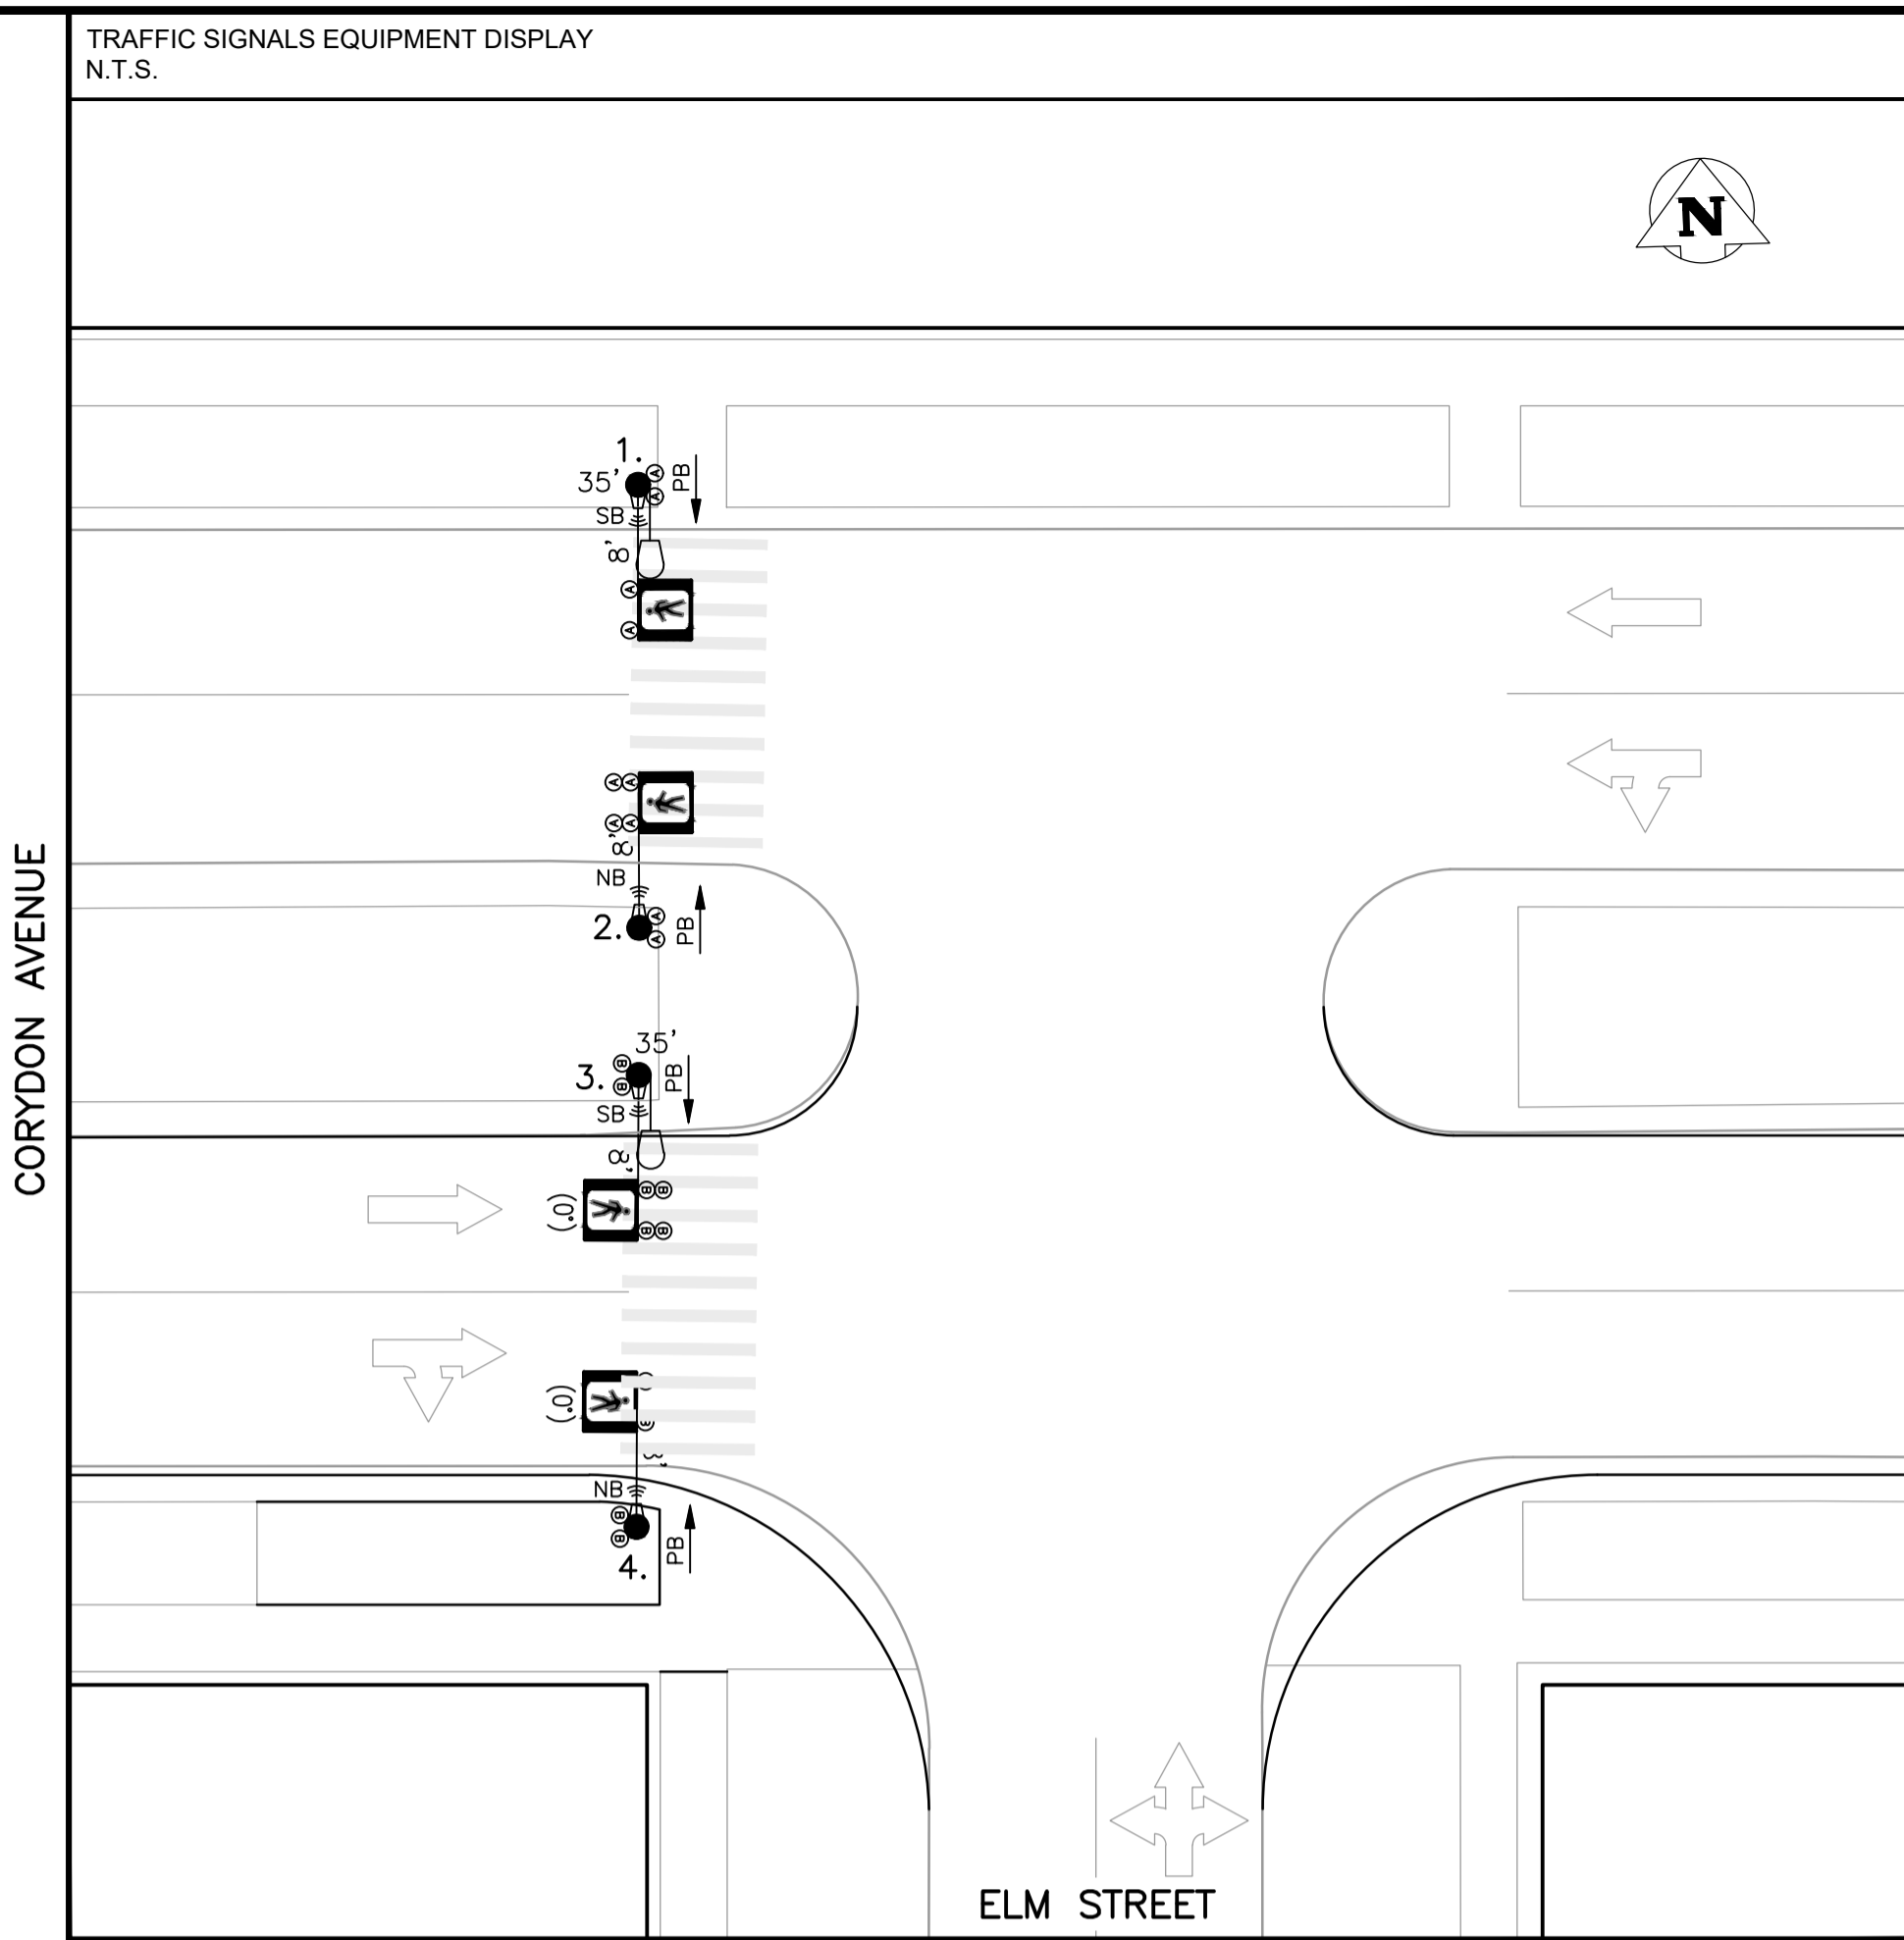 TRAFFIC SIGNALS EQUIPMENT DISPLAY
N.T.S.
N
1.
35'
A
A
PB
SB
8'
A
A
A A
A A
8'
NB
2.
A
A
PB
35'
3.
B
B
PB
SB
8'
(0')
B B
B B
(0')
NB
B
B
4.
PB
CORYDON AVENUE
ELM STREET